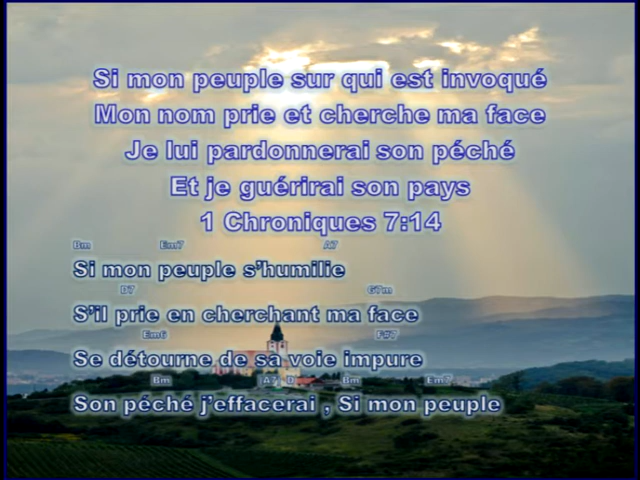 Si mon peuple sur qui est invoqué
Mon nom prie et cherche ma face
Je lui pardonnerai son péché
Et je guérirai son pays
1 Chroniques 7:14
Bm Em7 A7
Si mon peuple s'humilie
D7 G7m
S'il prie en cherchant ma face
Em6 F#7
Se détourne de sa voie impure
Bm A7 D Bm Em7
Son péché j'effacerai , Si mon peuple